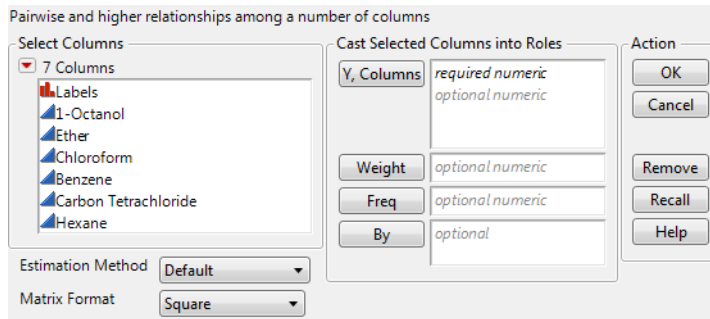 Pairwise and higher relationships among a number of columns
Select Columns
7 Columns
Labels
1-Octanol
Ether
Chloroform
Benzene
Carbon Tetrachloride
Hexane
Estimation Method
Default
Matrix Format
Square
Cast Selected Columns into Roles
Y, Columns
required numeric
optional numeric
Weight
optional numeric
Freq
optional numeric
By
optional
Action
OK
Cancel
Remove
Recall
Help